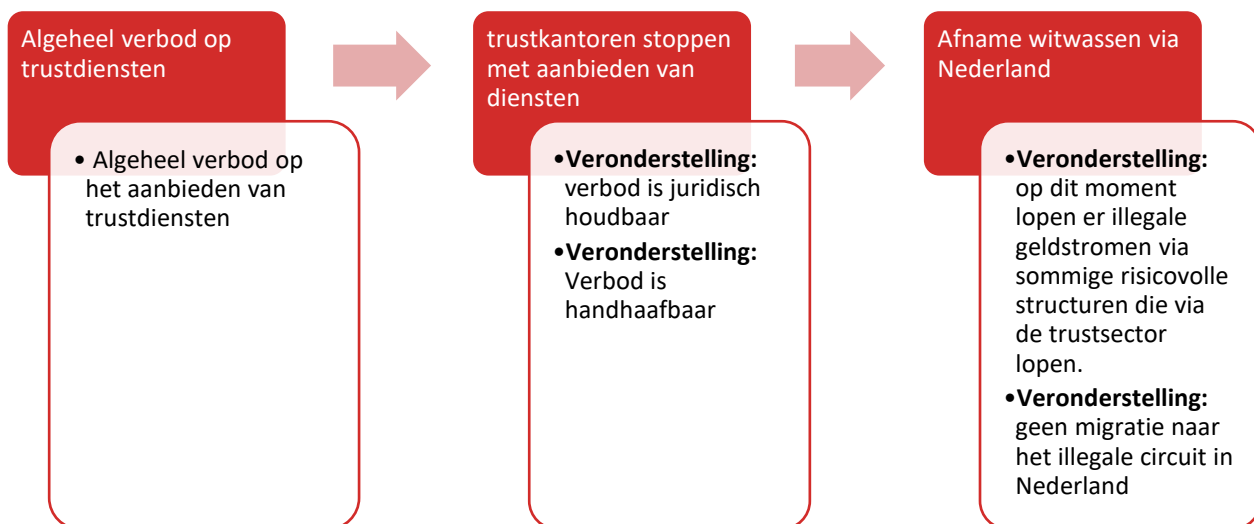 Algeheel verbod op
trustdiensten
• Algeheel verbod op
het aanbieden van
trustdiensten
trustkantoren stoppen
met aanbieden van
diensten
•Veronderstelling:
verbod is juridisch
houdbaar
•Veronderstelling:
Verbod is
handhaafbaar
Afname witwassen via
Nederland
•Veronderstelling:
op dit moment
lopen er illegale
geldstromen via
sommige risicovolle
structuren die via
de trustsector
lopen.
•Veronderstelling:
geen migratie naar
het illegale circuit in
Nederland